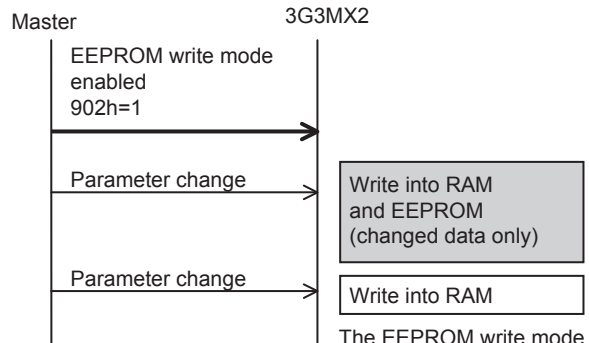 Master
3G3MX2
EEPROM write mode
enabled
902h=1
Parameter change
Write into RAM
and EEPROM
(changed data only)
Parameter change
Write into RAM
The EEPROM write mode